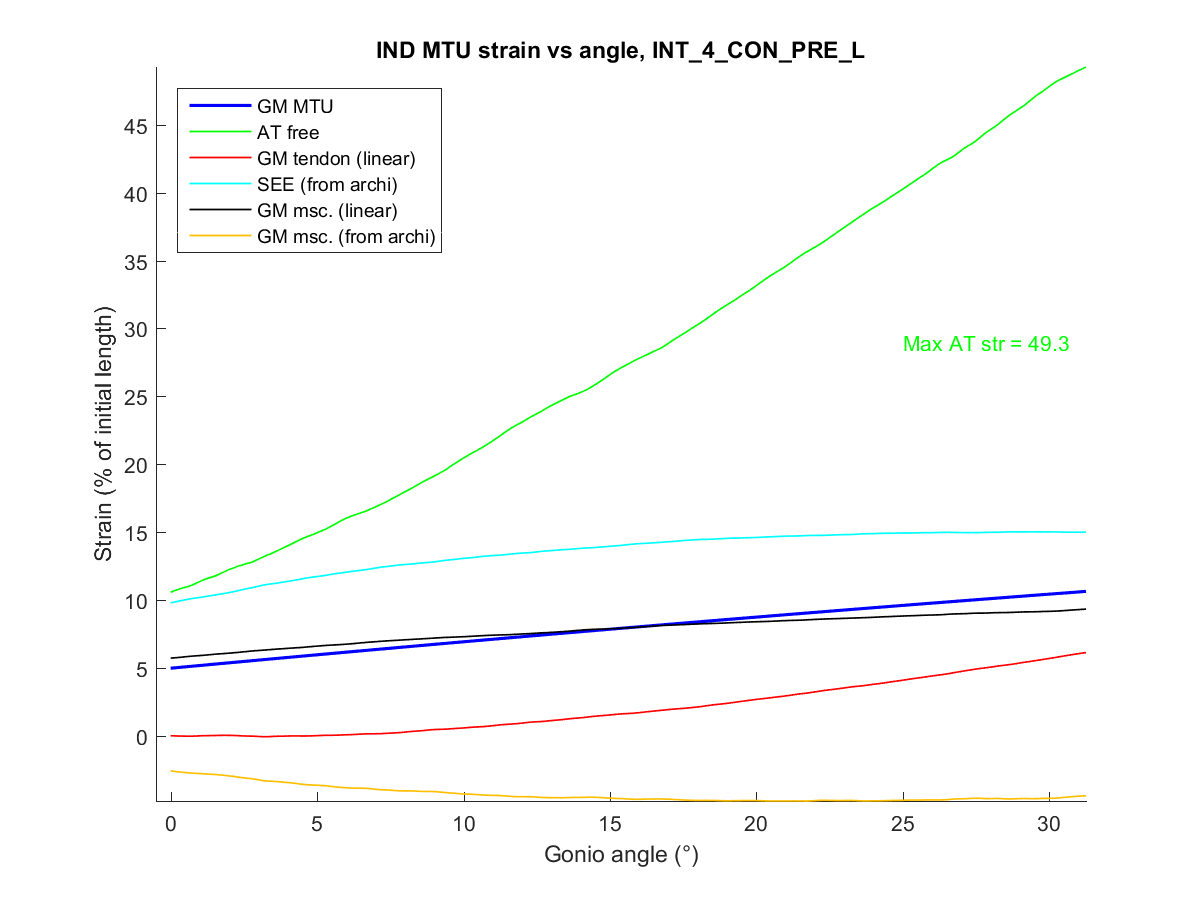 IND MTU strain vs angle, INT_4_CON_PRE_L
GM MTU
AT free
GM tendon (linear)
SEE (from archi)
GM msc. (linear)
GM msc. (from archi)
Max AT str = 49.3
Strain (% of initial length)
45
40
35
30
25
20
15
10
5
0
0 5 10 15 20 25 30
Gonio angle (°)